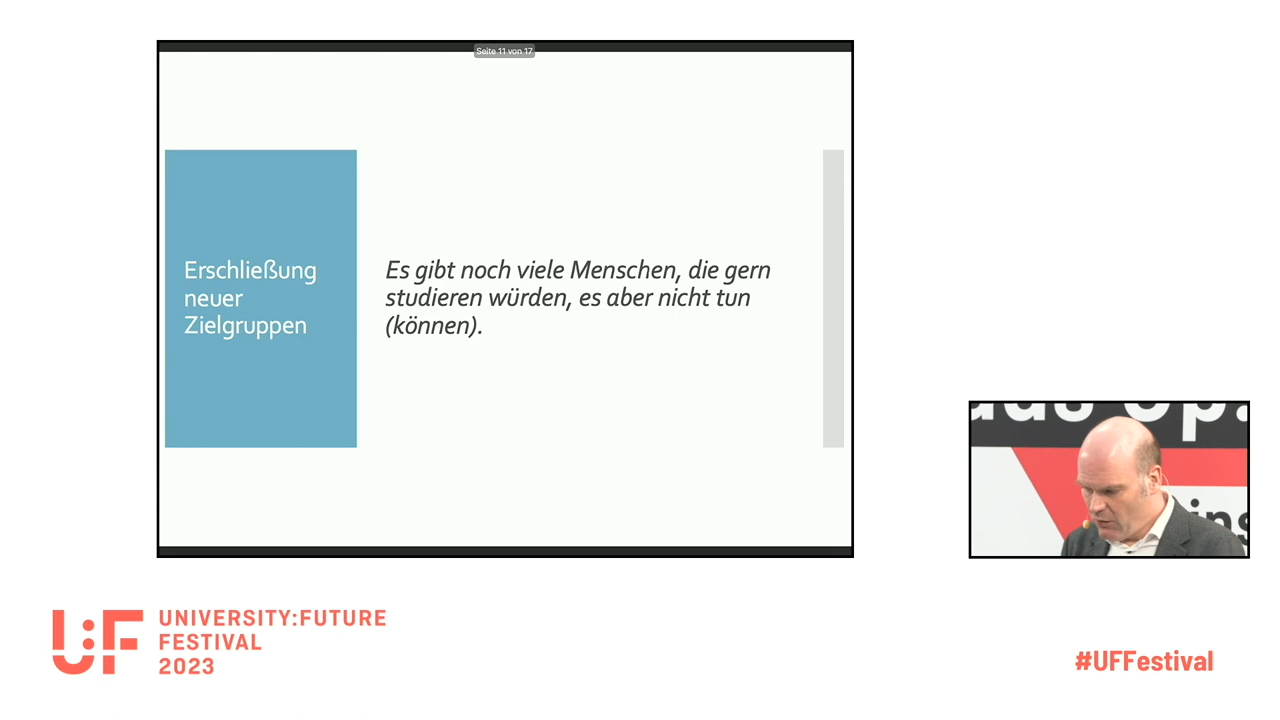 Seite 11 von 17
Erschließung
neuer
Zielgruppen
Es gibt noch viele Menschen, die gern
studieren würden, es aber nicht tun
(können).
U:F
UNIVERSITY:FUTURE
FESTIVAL
2023
#UFFestival